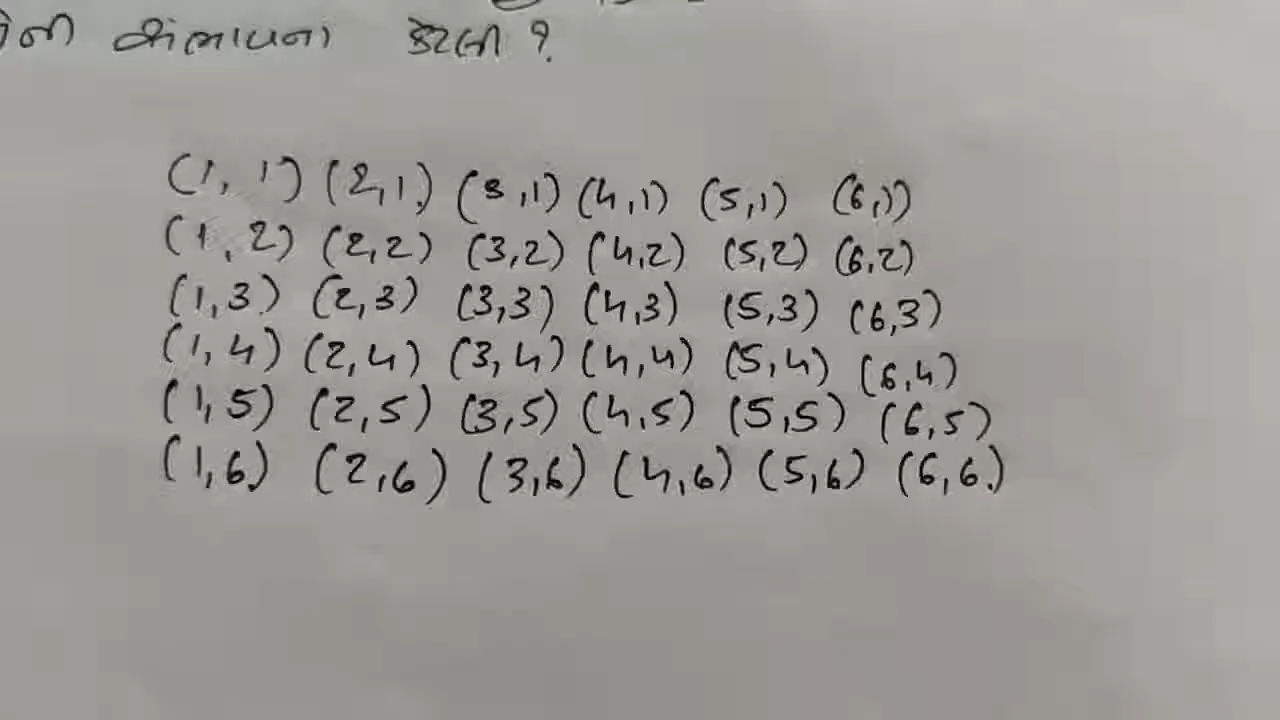 ની સંભાવના કેટલી ?
(1, 1) (2,1) (3,1) (4,1) (5,1) (6,1)
(1,2) (2,2) (3,2) (4,2) (5,2) (6,2)
(1,3) (2,3) (3,3) (4,3) (5,3) (6,3)
(1,4) (2,4) (3,4) (4,4) (5,4) (6,4)
(1,5) (2,5) (3,5) (4,5) (5,5) (6,5)
(1,6) (2,6) (3,6) (4,6) (5,6) (6,6)